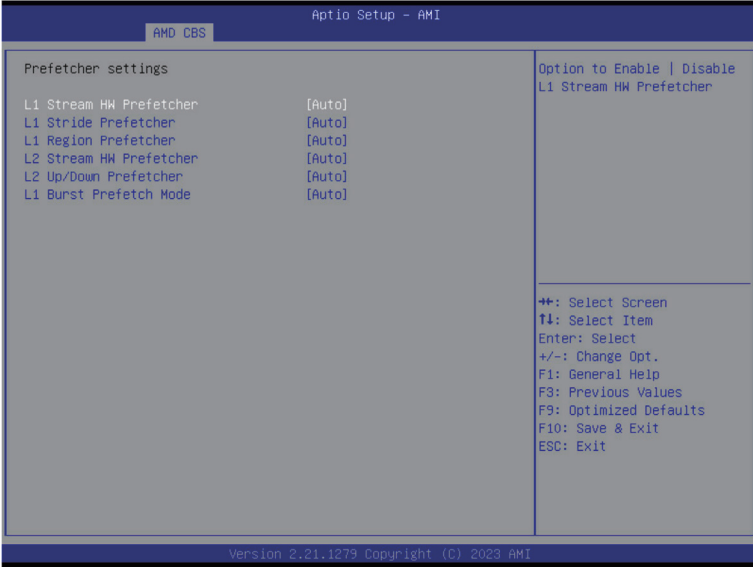 Aptio Setup - AMI
AMD CBS
Prefetcher settings
L1 Stream HW Prefetcher [Auto]
L1 Stride Prefetcher [Auto]
L1 Region Prefetcher [Auto]
L2 Stream HW Prefetcher [Auto]
L2 Up/Down Prefetcher [Auto]
L1 Burst Prefetch Mode [Auto]
Option to Enable | Disable
L1 Stream HW Prefetcher
→←: Select Screen
↑↓: Select Item
Enter: Select
+/-: Change Opt.
F1: General Help
F3: Previous Values
F9: Optimized Defaults
F10: Save & Exit
ESC: Exit
Version 2.21.1279 Copyright (C) 2023 AMI